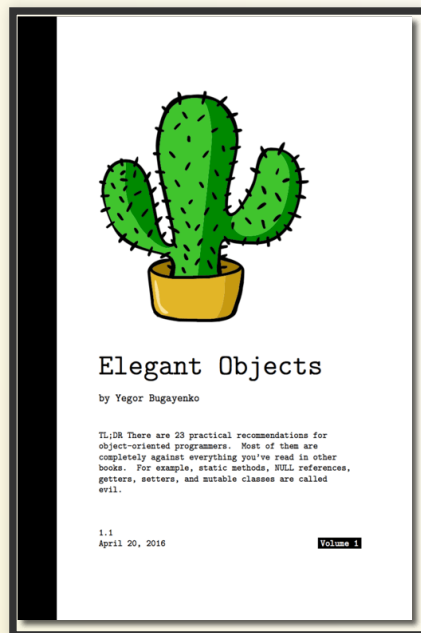 Elegant Objects
by Yegor Bugayenko
TL;DR There are 23 practical recommendations for
object-oriented programmers.  Most of them are
completely against everything you've read in other
books.  For example, static methods, NULL references,
getters, setters, and mutable classes are called
evil.
1.1
April 20, 2016
Volume 1